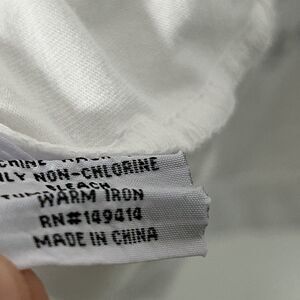 NON-CHLORINE
BLEACH
WARM IRON
RN#149414
MADE IN CHINA